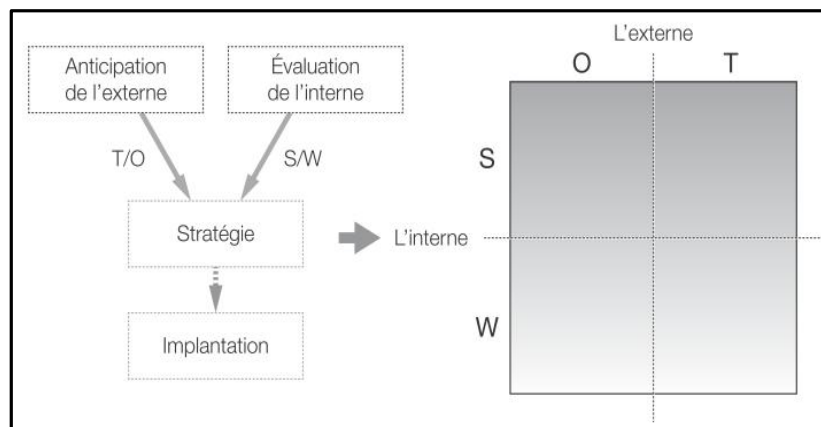 Anticipation
de l'externe
Évaluation
de l'interne
T/O
S/W
Stratégie
Implantation
L'externe
O
T
S
L'interne
W